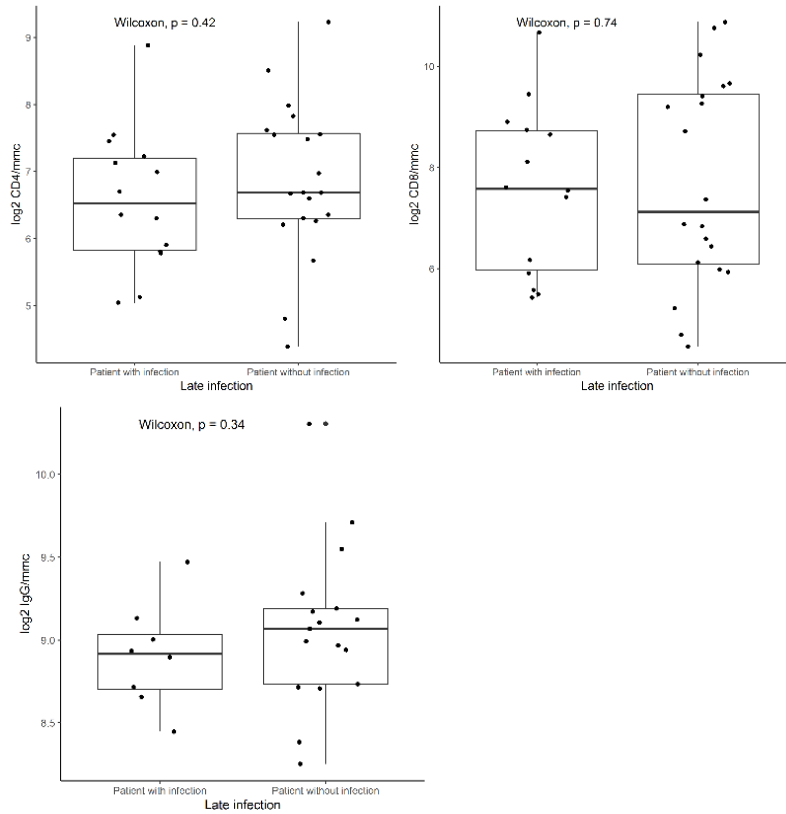 Wilcoxon, p = 0.42
log2 CD4/mmc
9
8
7
6
5
Patient with infection
Patient without infection
Late infection
Wilcoxon, p = 0.74
log2 CD8/mmc
10
8
6
Patient with infection
Patient without infection
Late infection
Wilcoxon, p = 0.34
log2 IgG/mmc
10.0
9.5
9.0
8.5
Patient with infection
Patient without infection
Late infection